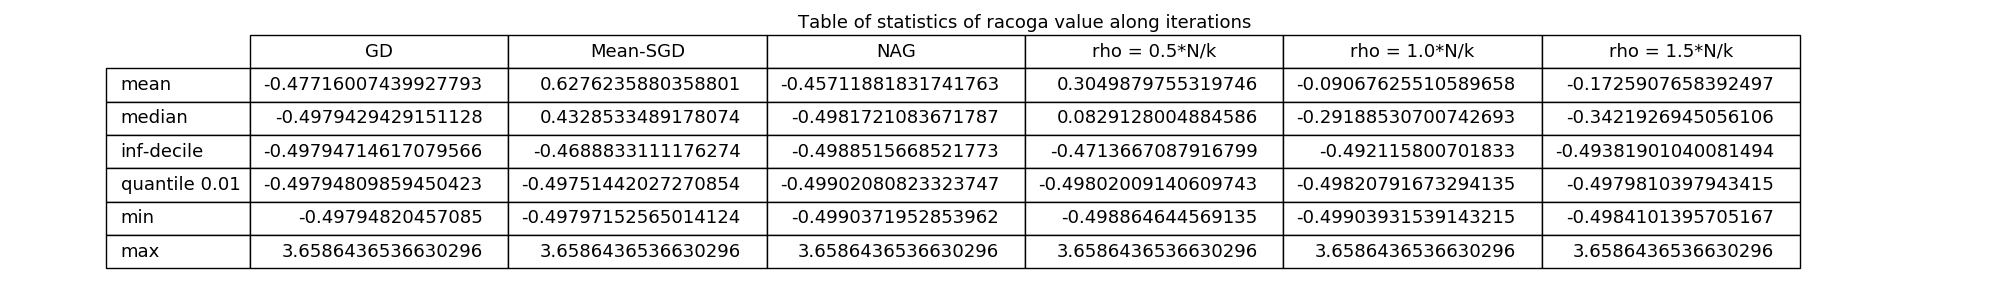 Table of statistics of racoga value along iterations
GD Mean-SGD NAG rho = 0.5*N/k rho = 1.0*N/k rho = 1.5*N/k
mean -0.47716007439927793 0.6276235880358801 -0.45711881831741763 0.3049879755319746 -0.09067625510589658 -0.1725907658392497
median -0.4979429429151128 0.4328533489178074 -0.4981721083671787 0.0829128004884586 -0.29188530700742693 -0.3421926945056106
inf-decile -0.49794714617079566 -0.4688833111176274 -0.4988515668521773 -0.4713667087916799 -0.492115800701833 -0.49381901040081494
quantile 0.01 -0.49794809859450423 -0.49751442027270854 -0.49902080823323747 -0.49802009140609743 -0.49820791673294135 -0.4979810397943415
min -0.49794820457085 -0.49797152565014124 -0.4990371952853962 -0.498864644569135 -0.49903931539143215 -0.4984101395705167
max 3.6586436536630296 3.6586436536630296 3.6586436536630296 3.6586436536630296 3.6586436536630296 3.6586436536630296